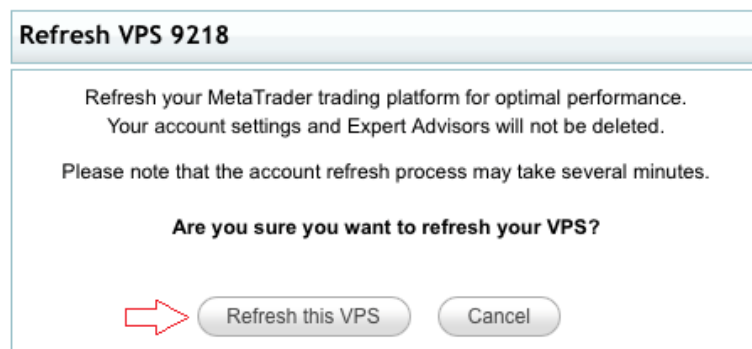 Refresh VPS 9218
Refresh your MetaTrader trading platform for optimal performance.
Your account settings and Expert Advisors will not be deleted.
Please note that the account refresh process may take several minutes.
Are you sure you want to refresh your VPS?
Refresh this VPS Cancel